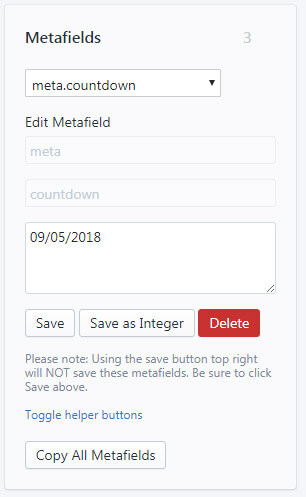 Metafields 3
meta.countdown
Edit Metafield
meta
countdown
09/05/2018
Save Save as Integer Delete
Please note: Using the save button top right
will NOT save these metafields. Be sure to click
Save above.
Toggle helper buttons
Copy All Metafields